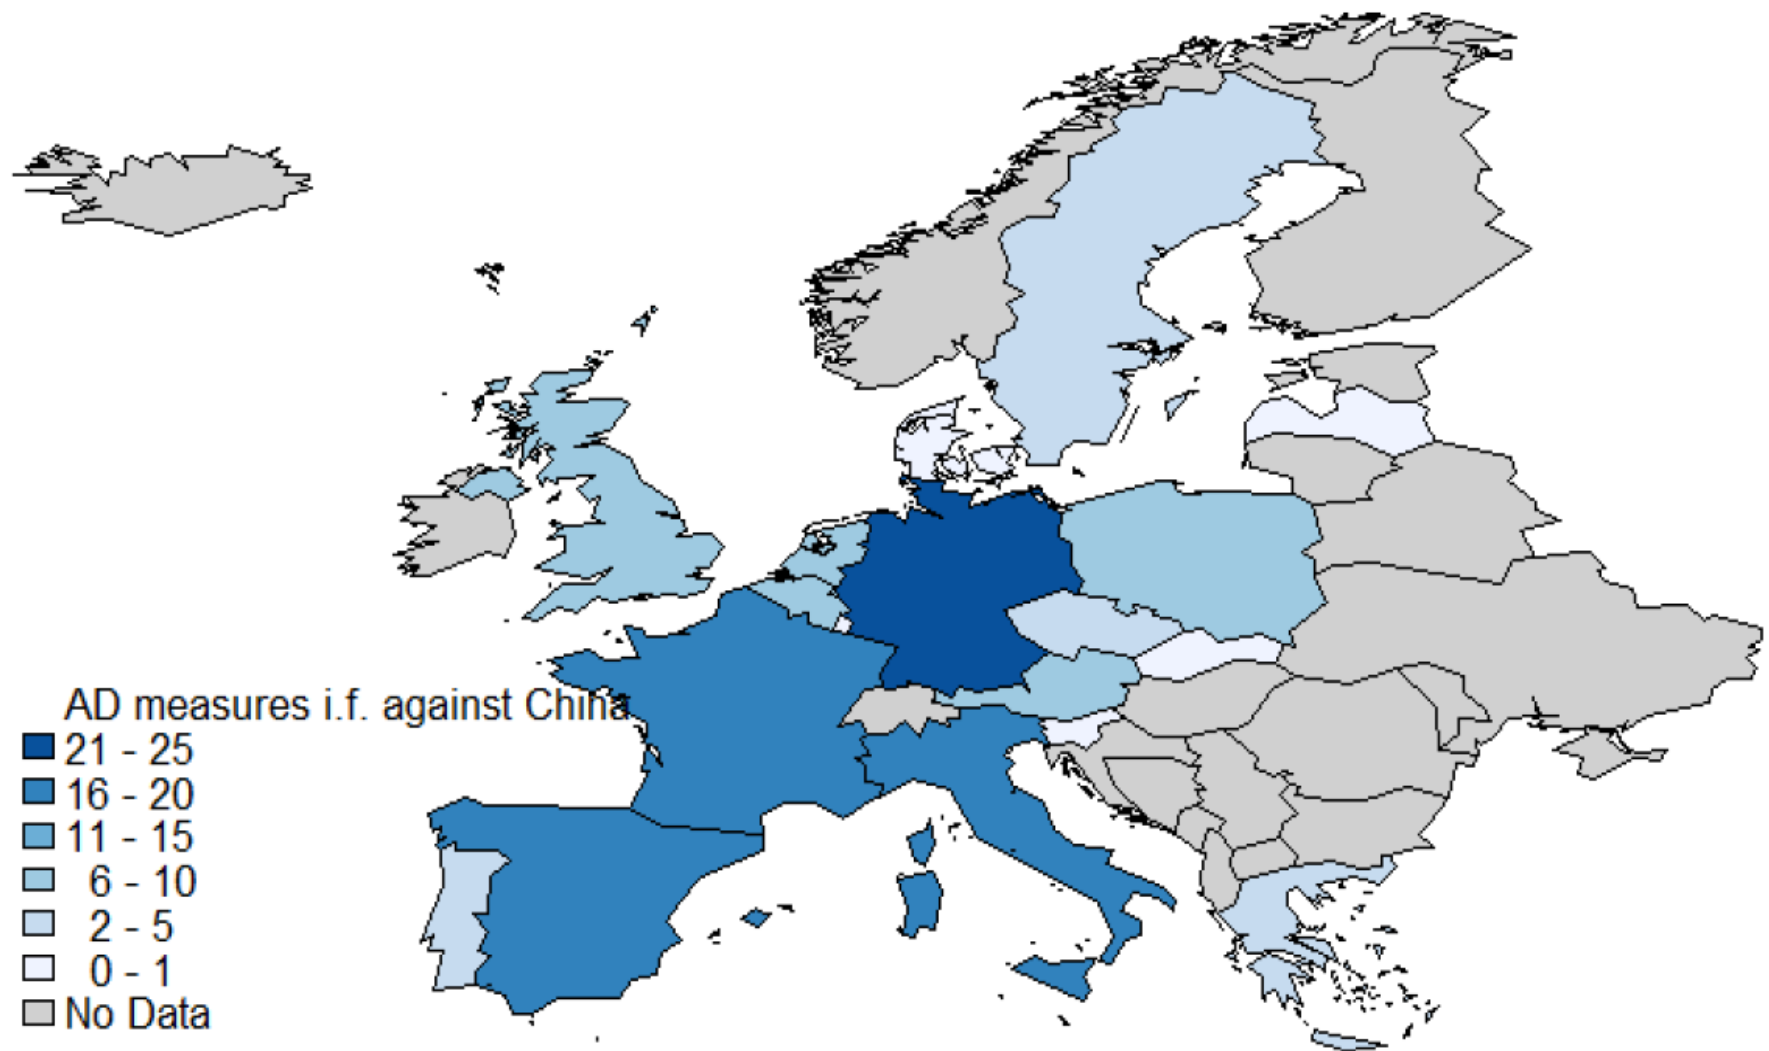 AD measures i.f. against China
21 - 25
16 - 20
11 - 15
6 - 10
2 - 5
0 - 1
No Data